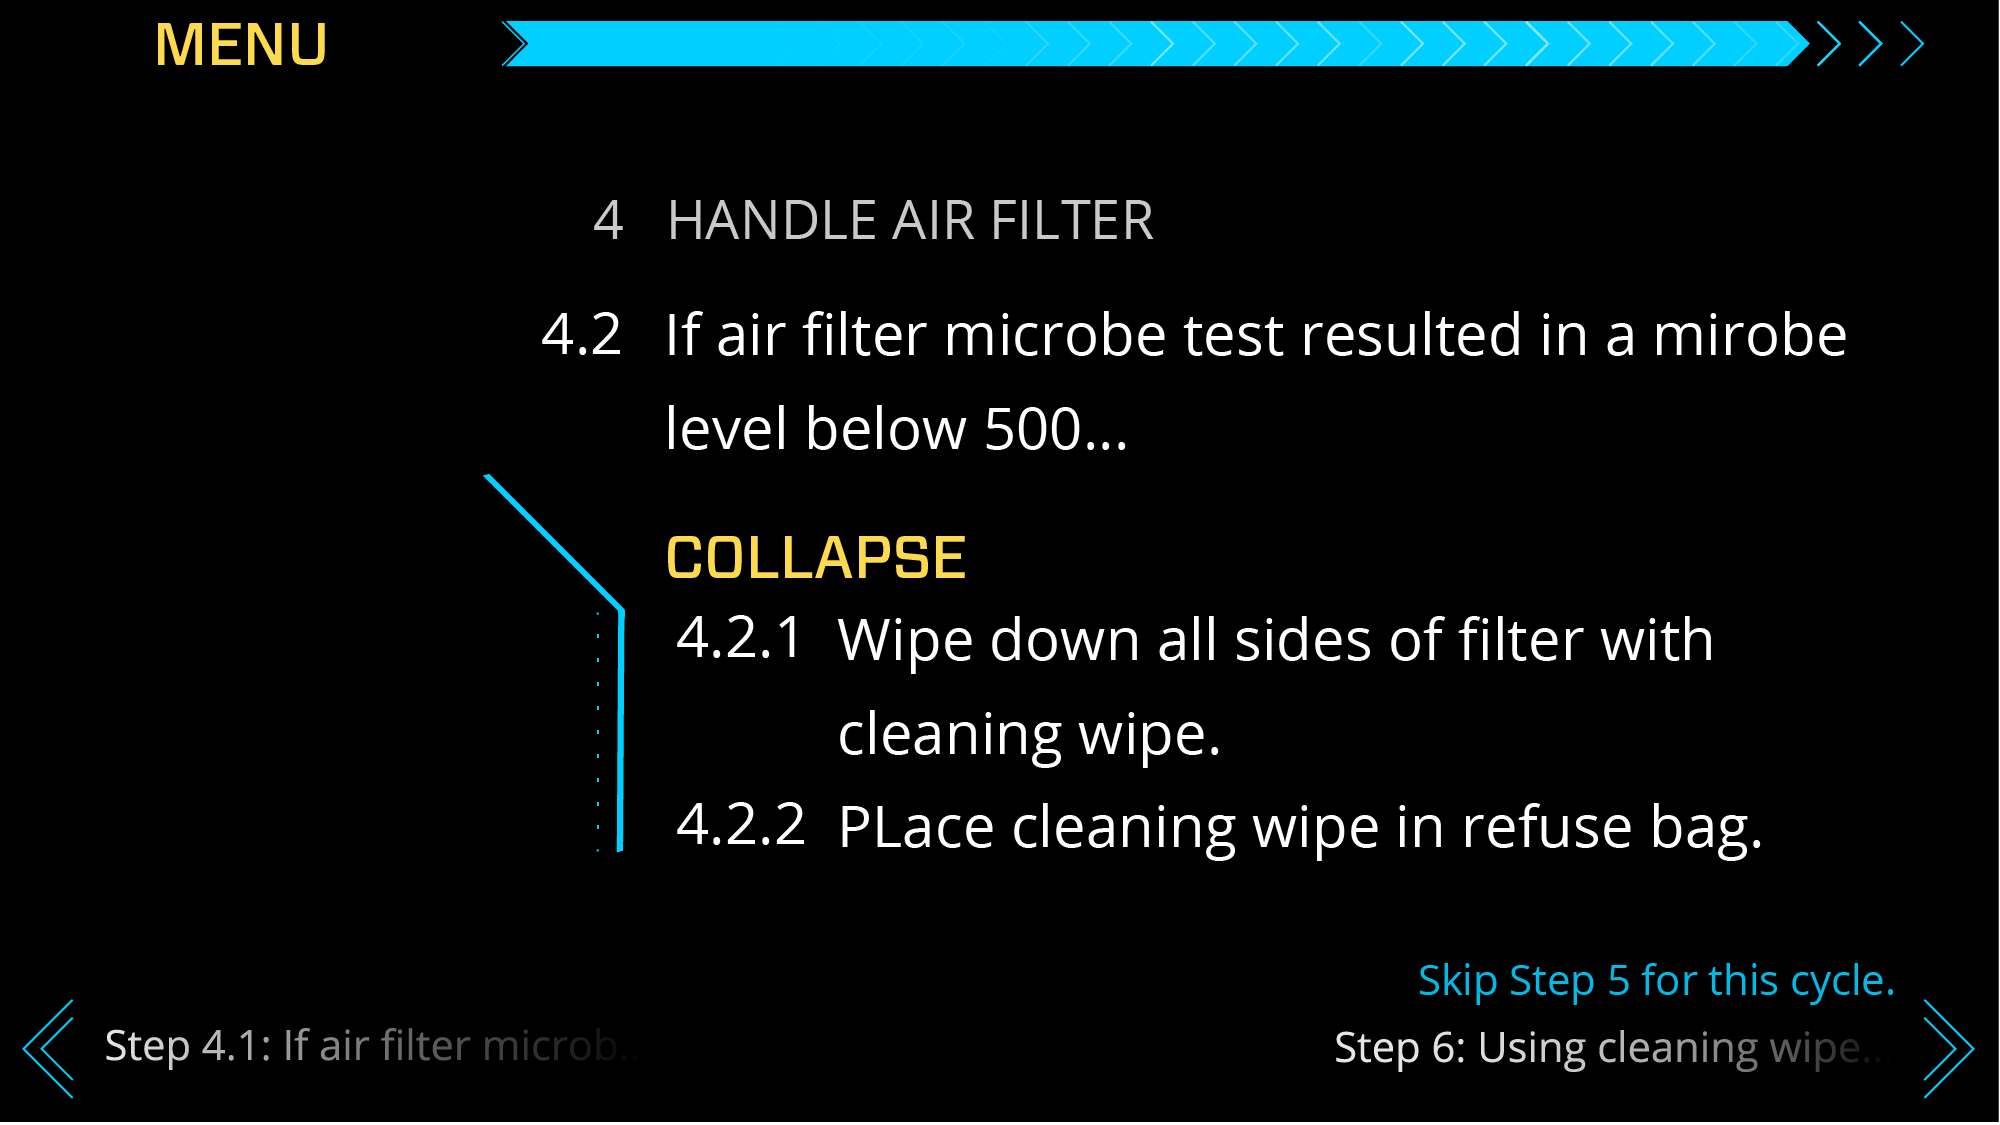 MENU
4 HANDLE AIR FILTER
4.2 If air filter microbe test resulted in a mirobe
level below 500...
COLLAPSE
4.2.1 Wipe down all sides of filter with
cleaning wipe.
4.2.2 PLace cleaning wipe in refuse bag.
Skip Step 5 for this cycle.
Step 4.1: If air filter microb..
Step 6: Using cleaning wipe...